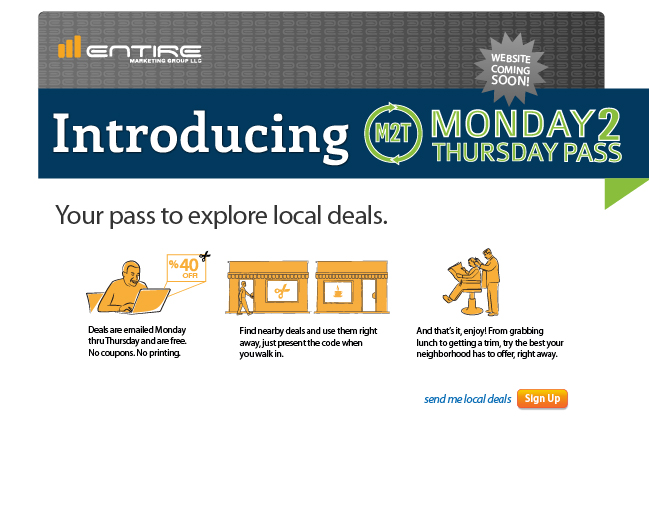 ENTIRE
MARKETING GROUP LLC
WEBSITE
COMING
SOON!
Introducing
M2T
MONDAY2
THURSDAY PASS
Your pass to explore local deals.
%40
OFF!
Deals are emailed Monday
thru Thursday and are free.
No coupons. No printing.
Find nearby deals and use them right
away, just present the code when
you walk in.
And that's it, enjoy! From grabbing
lunch to getting a trim, try the best your
neighborhood has to offer, right away.
send me local deals
Sign Up